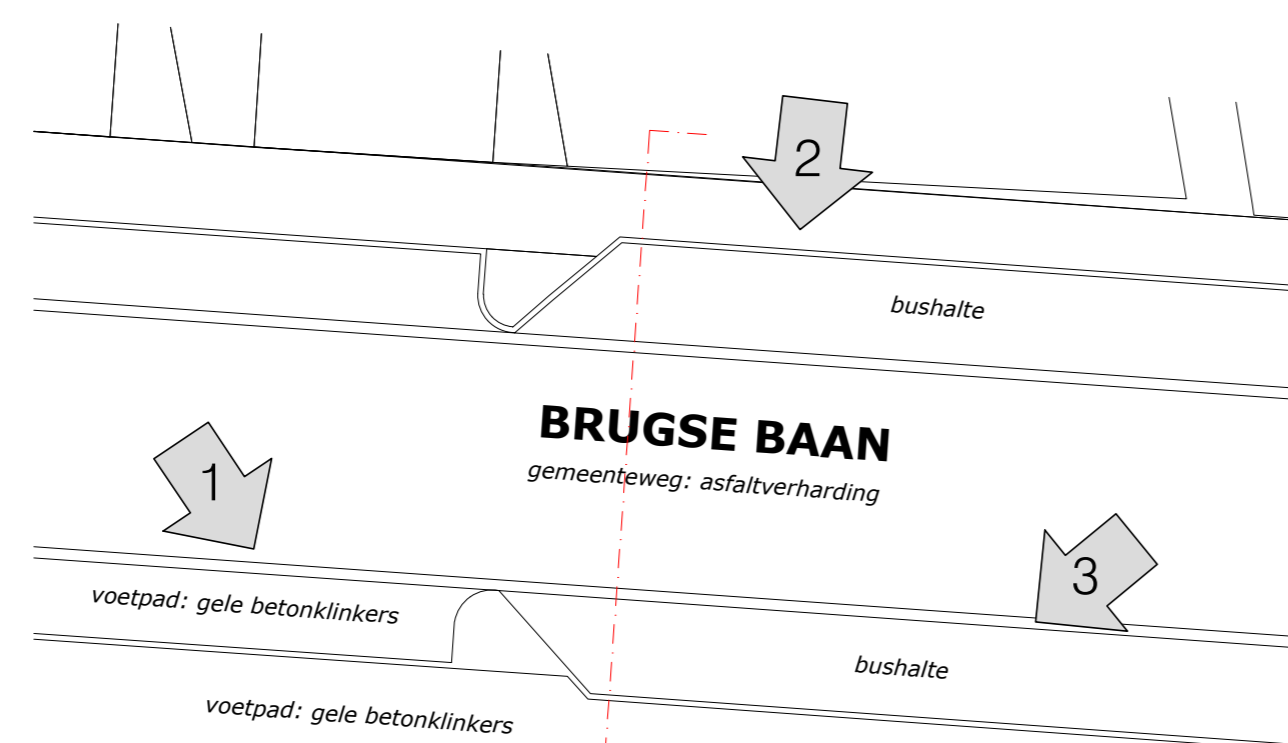 2
bushalte
BRUGSE BAAN
gemeenteweg: asfaltverharding
1
3
voetpad: gele betonklinkers
bushalte
voetpad: gele betonklinkers